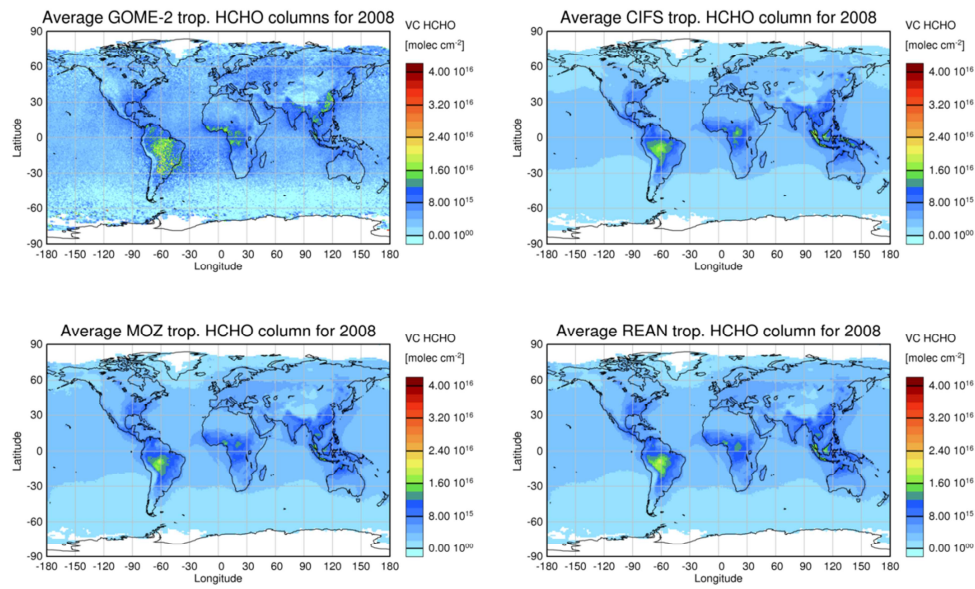 Average GOME-2 trop. HCHO columns for 2008
VC HCHO
[molec cm-2]
90
60
30
0
-30
-60
-90
Latitude
-180 -150 -120 -90 -60 -30 0 30 60 90 120 150 180
Longitude
4.00 10¹⁶
3.20 10¹⁶
2.40 10¹⁶
1.60 10¹⁶
8.00 10¹⁵
0.00 10⁰⁰
Average CIFS trop. HCHO column for 2008
VC HCHO
[molec cm-2]
90
60
30
0
-30
-60
-90
Latitude
-180 -150 -120 -90 -60 -30 0 30 60 90 120 150 180
Longitude
4.00 10¹⁶
3.20 10¹⁶
2.40 10¹⁶
1.60 10¹⁶
8.00 10¹⁵
0.00 10⁰⁰
Average MOZ trop. HCHO column for 2008
VC HCHO
[molec cm-2]
90
60
30
0
-30
-60
-90
Latitude
-180 -150 -120 -90 -60 -30 0 30 60 90 120 150 180
Longitude
4.00 10¹⁶
3.20 10¹⁶
2.40 10¹⁶
1.60 10¹⁶
8.00 10¹⁵
0.00 10⁰⁰
Average REAN trop. HCHO column for 2008
VC HCHO
[molec cm-2]
90
60
30
0
-30
-60
-90
Latitude
-180 -150 -120 -90 -60 -30 0 30 60 90 120 150 180
Longitude
4.00 10¹⁶
3.20 10¹⁶
2.40 10¹⁶
1.60 10¹⁶
8.00 10¹⁵
0.00 10⁰⁰